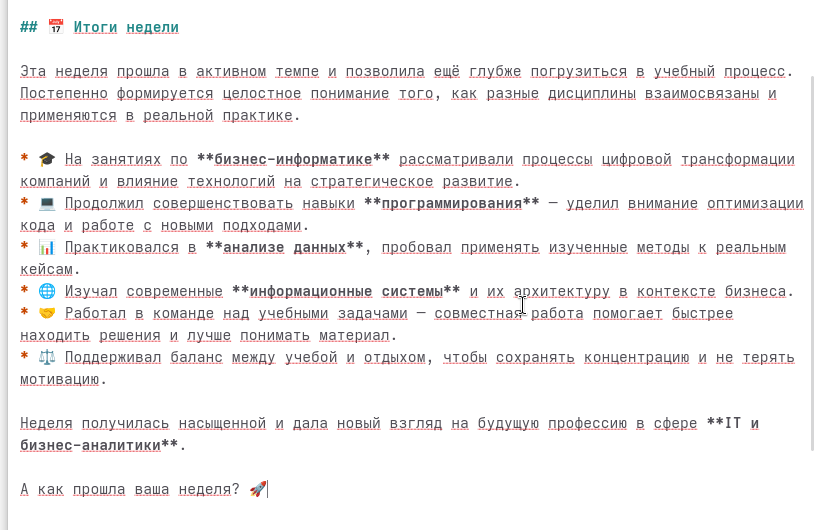 ## 📅 Итоги недели
Эта неделя прошла в активном темпе и позволила ещё глубже погрузиться в учебный процесс.
Постепенно формируется целостное понимание того, как разные дисциплины взаимосвязаны и
применяются в реальной практике.
* 🎓 На занятиях по **бизнес-информатике** рассматривали процессы цифровой трансформации
компаний и влияние технологий на стратегическое развитие.
* 💻 Продолжил совершенствовать навыки **программирования** — уделил внимание оптимизации
кода и работе с новыми подходами.
* 📊 Практиковался в **анализе данных**, пробовал применять изученные методы к реальным
кейсам.
* 🌐 Изучал современные **информационные системы** и их архитектуру в контексте бизнеса.
* 🤝 Работал в команде над учебными задачами — совместная работа помогает быстрее
находить решения и лучше понимать материал.
* ⚖️ Поддерживал баланс между учебой и отдыхом, чтобы сохранять концентрацию и не терять
мотивацию.
Неделя получилась насыщенной и дала новый взгляд на будущую профессию в сфере **IT и
бизнес-аналитики**.
А как прошла ваша неделя? 🚀